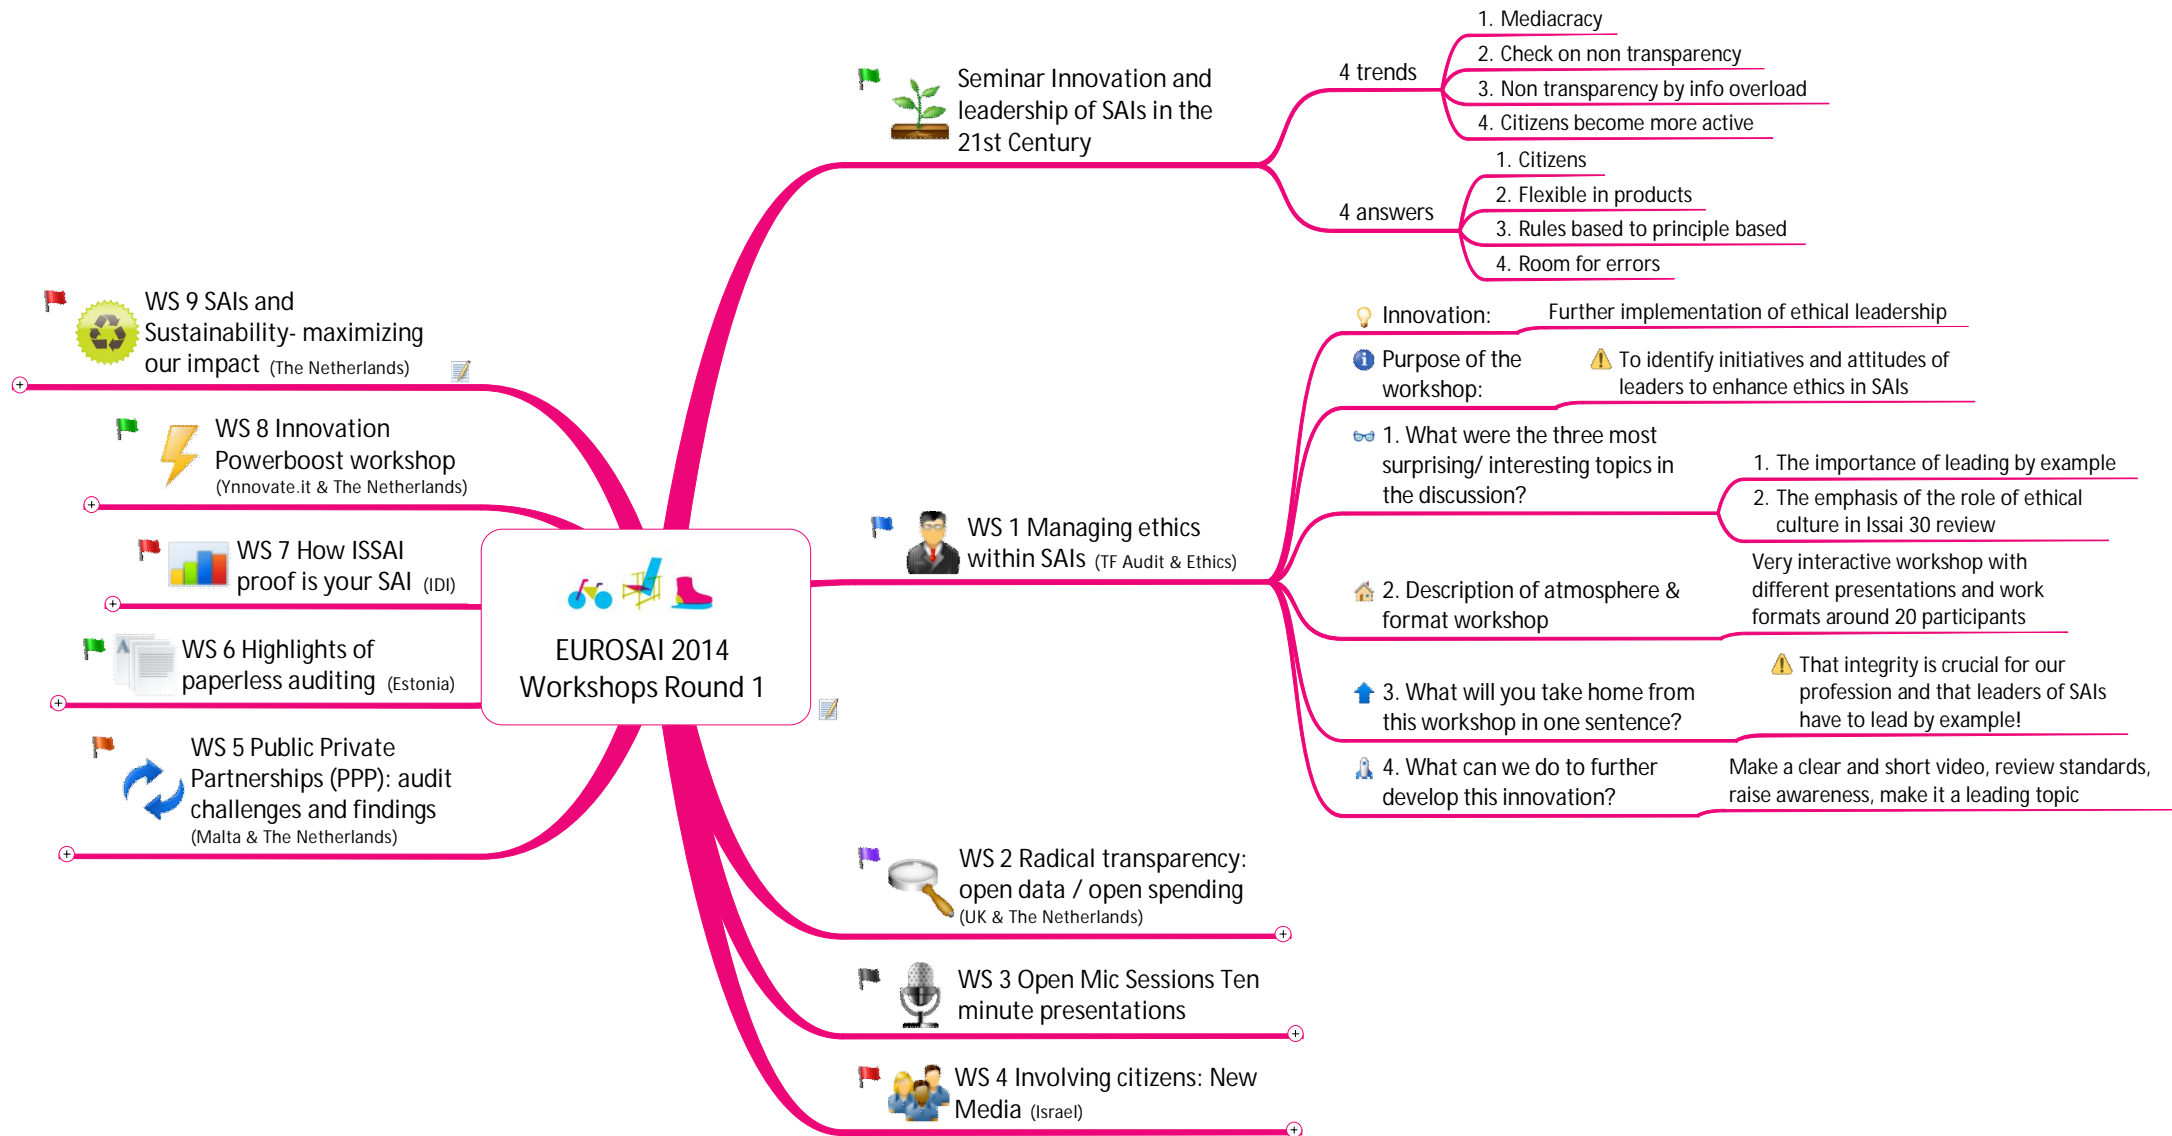 EUROSAI 2014
Workshops Round 1
Seminar Innovation and
leadership of SAIs in the
21st Century
4 trends
1. Mediacracy
2. Check on non transparency
3. Non transparency by info overload
4. Citizens become more active
4 answers
1. Citizens
2. Flexible in products
3. Rules based to principle based
4. Room for errors
WS 1 Managing ethics
within SAIs (TF Audit & Ethics)
Innovation:
Further implementation of ethical leadership
Purpose of the
workshop:
To identify initiatives and attitudes of
leaders to enhance ethics in SAIs
1. What were the three most
surprising/ interesting topics in
the discussion?
1. The importance of leading by example
2. The emphasis of the role of ethical
culture in Issai 30 review
2. Description of atmosphere &
format workshop
Very interactive workshop with
different presentations and work
formats around 20 participants
3. What will you take home from
this workshop in one sentence?
That integrity is crucial for our
profession and that leaders of SAIs
have to lead by example!
4. What can we do to further
develop this innovation?
Make a clear and short video, review standards,
raise awareness, make it a leading topic
WS 2 Radical transparency:
open data / open spending
(UK & The Netherlands)
WS 3 Open Mic Sessions Ten
minute presentations
WS 4 Involving citizens: New
Media (Israel)
WS 5 Public Private
Partnerships (PPP): audit
challenges and findings
(Malta & The Netherlands)
WS 6 Highlights of
paperless auditing (Estonia)
WS 7 How ISSAI
proof is your SAI (IDI)
WS 8 Innovation
Powerboost workshop
(Ynnovate.it & The Netherlands)
WS 9 SAIs and
Sustainability- maximizing
our impact (The Netherlands)